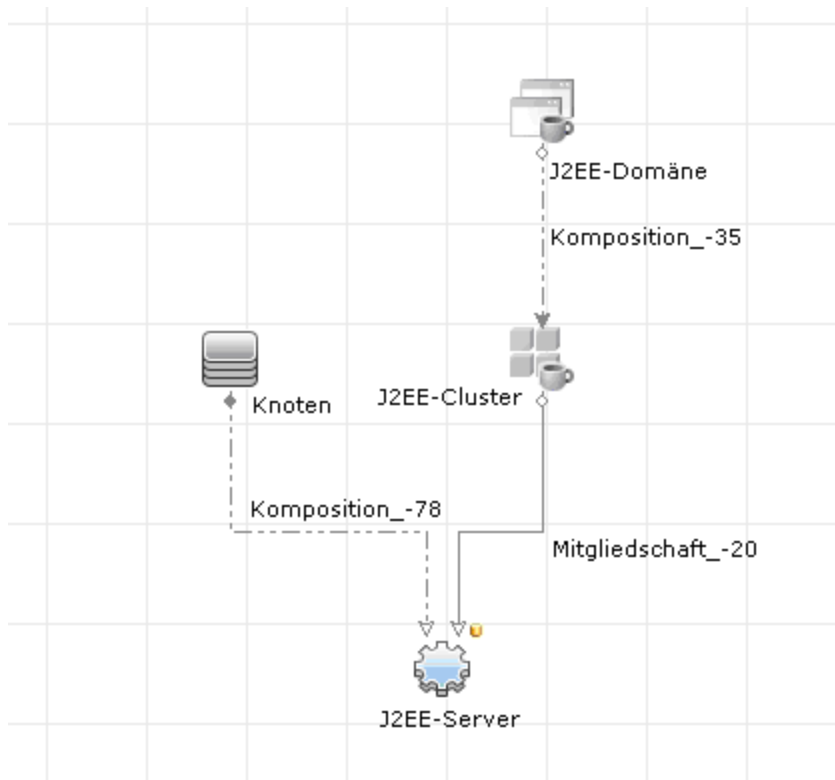 J2EE-Domäne
Komposition_-35
J2EE-Cluster
Knoten
Komposition_-78
Mitgliedschaft_-20
J2EE-Server